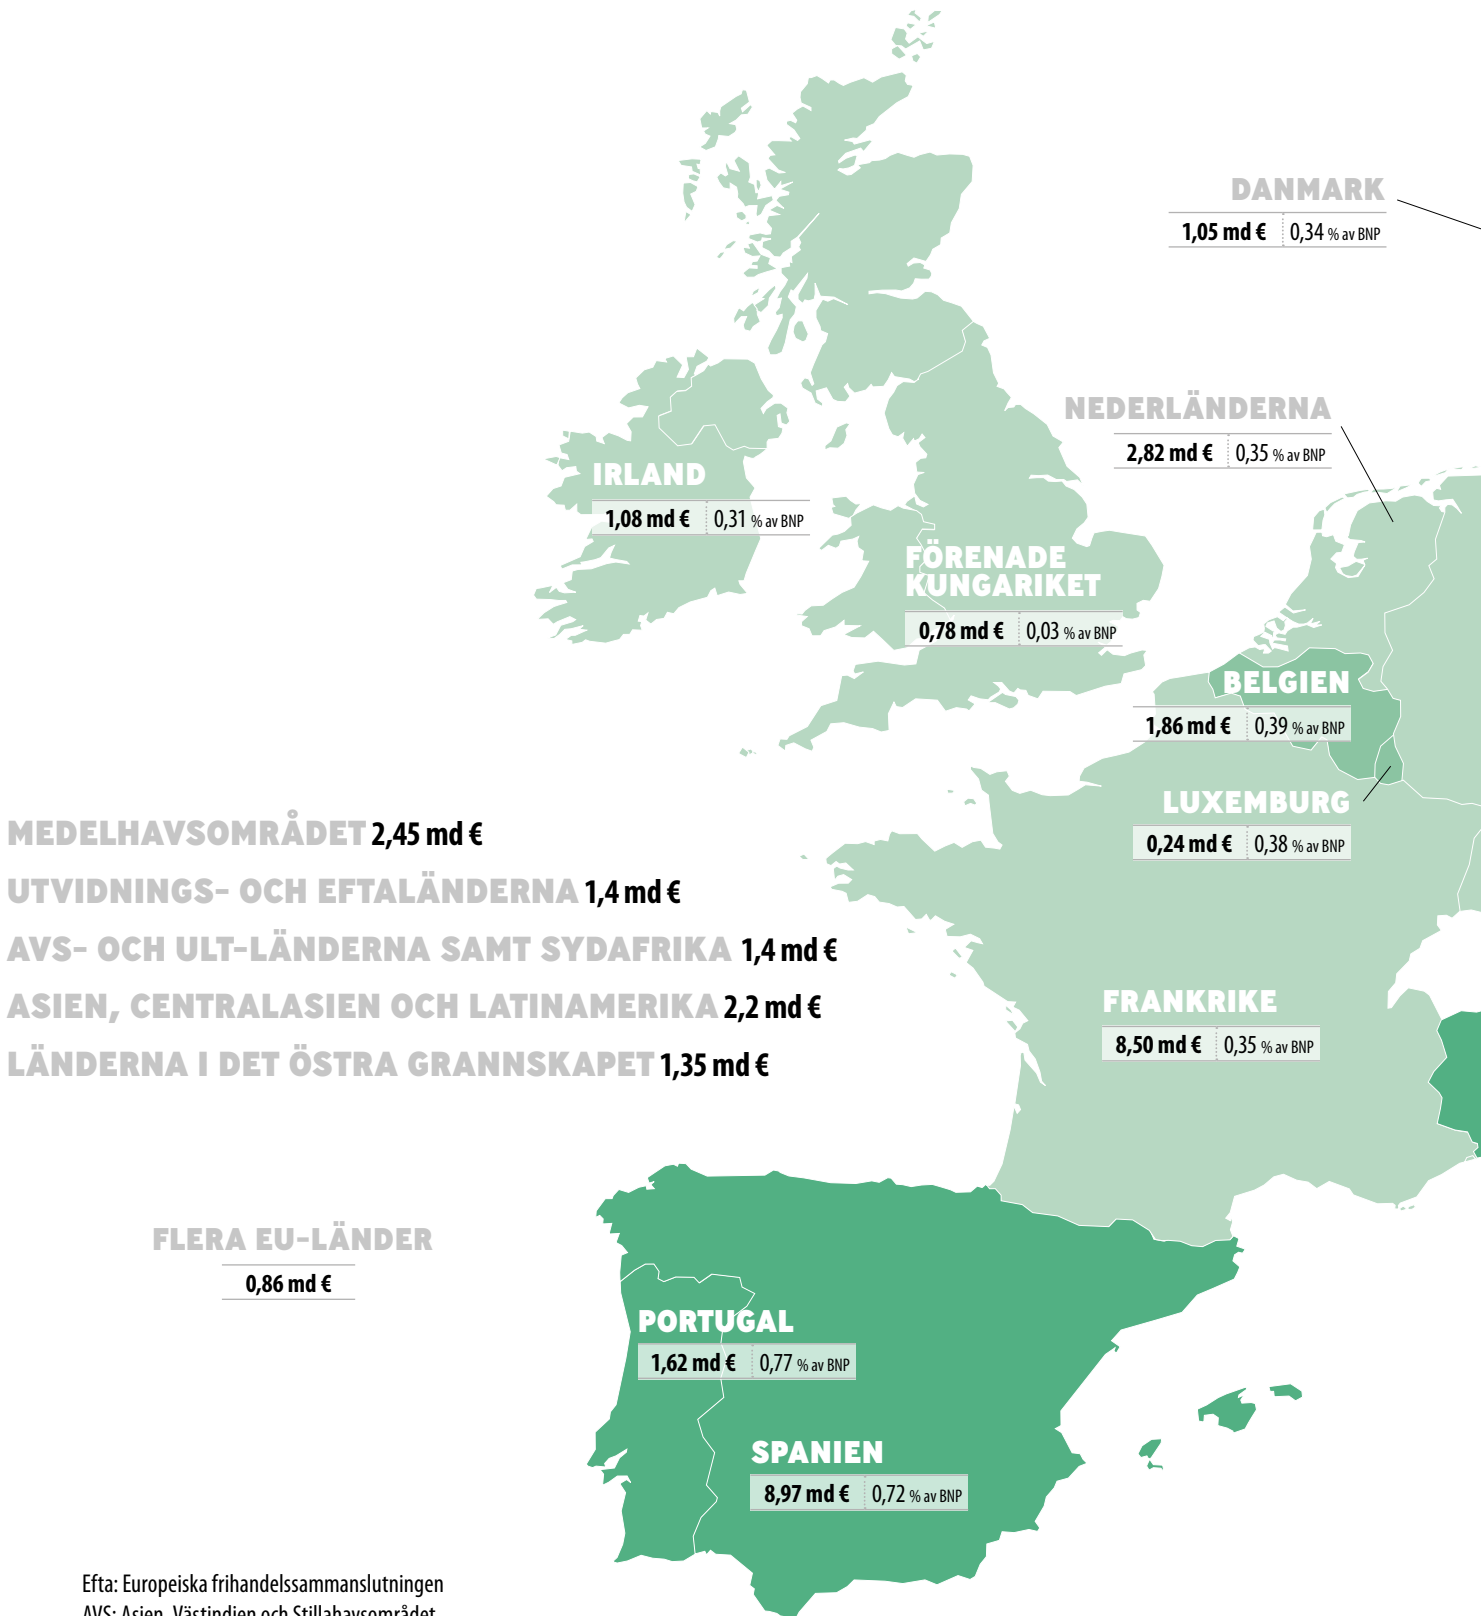 DANMARK
1,05 md € 0,34 % av BNP
NEDERLÄNDERNA
2,82 md € 0,35 % av BNP
IRLAND
1,08 md € 0,31 % av BNP
FÖRENADE
KUNGARIKET
0,78 md € 0,03 % av BNP
BELGIEN
1,86 md € 0,39 % av BNP
LUXEMBURG
0,24 md € 0,38 % av BNP
MEDELHAVSOMRÅDET 2,45 md €
UTVIDNINGS- OCH EFTALÄNDERNA 1,4 md €
AVS- OCH ULT-LÄNDERNA SAMT SYDAFRIKA 1,4 md €
ASIEN, CENTRALASIEN OCH LATINAMERIKA 2,2 md €
LÄNDERNA I DET ÖSTRA GRANNSKAPET 1,35 md €
FRANKRIKE
8,50 md € 0,35 % av BNP
FLERA EU-LÄNDER
0,86 md €
PORTUGAL
1,62 md € 0,77 % av BNP
SPANIEN
8,97 md € 0,72 % av BNP
Efta: Europeiska frihandelssammanslutningen
AVS: Asien, Västindien och Stillahavsområdet